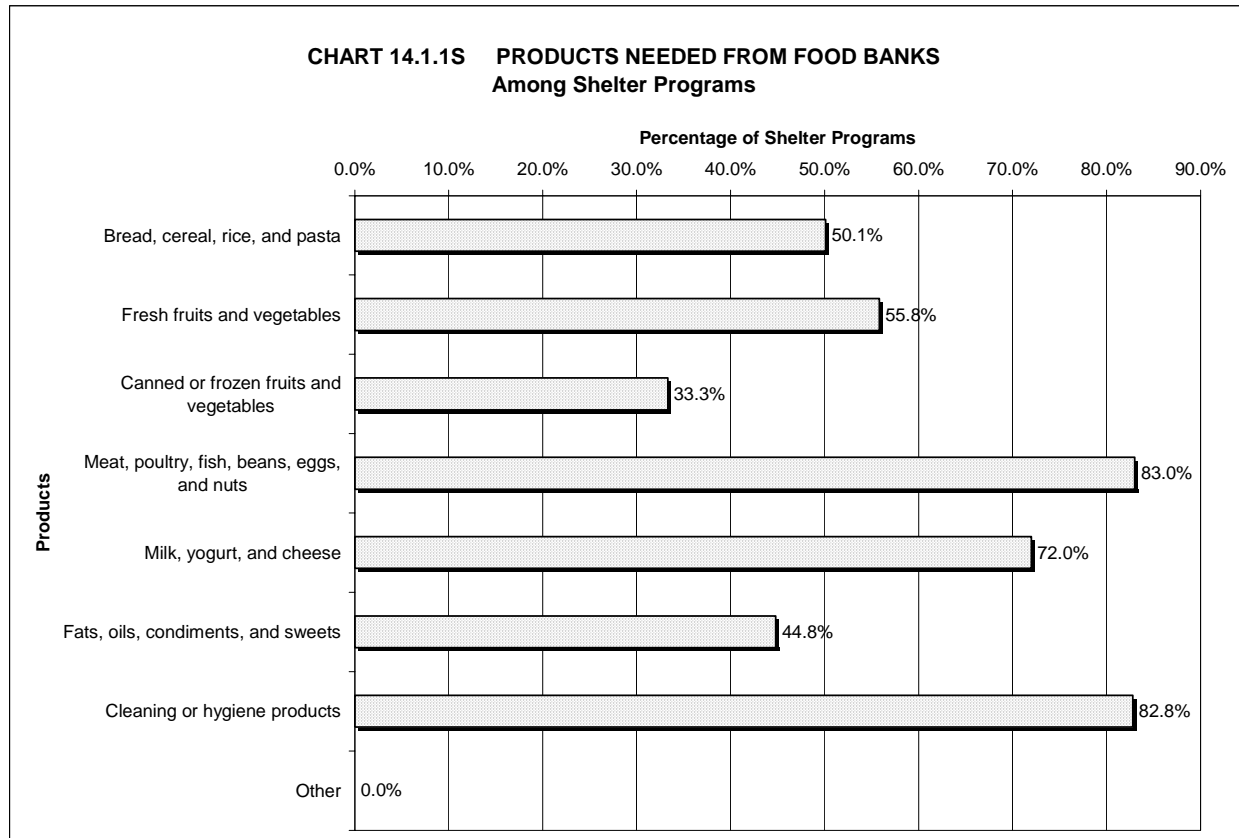 CHART 14.1.1S PRODUCTS NEEDED FROM FOOD BANKS
Among Shelter Programs
Percentage of Shelter Programs
0.0% 10.0% 20.0% 30.0% 40.0% 50.0% 60.0% 70.0% 80.0% 90.0%
Products
Bread, cereal, rice, and pasta
50.1%
Fresh fruits and vegetables
55.8%
Canned or frozen fruits and
vegetables
33.3%
Meat, poultry, fish, beans, eggs,
and nuts
83.0%
Milk, yogurt, and cheese
72.0%
Fats, oils, condiments, and sweets
44.8%
Cleaning or hygiene products
82.8%
Other
0.0%